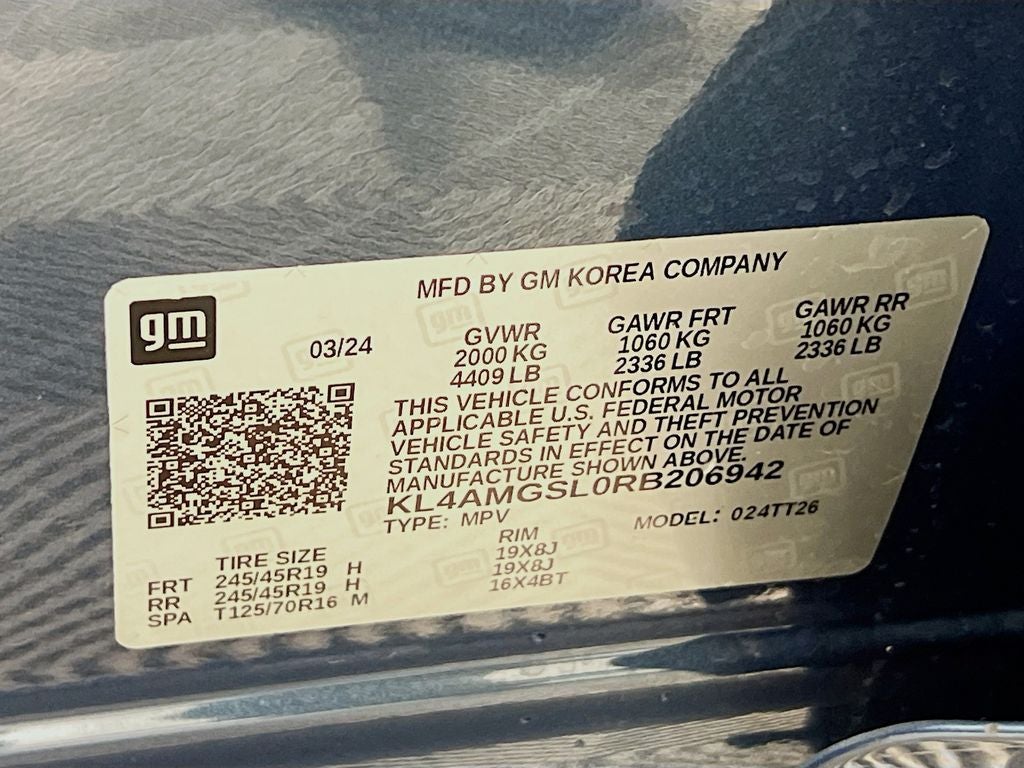 MFD BY GM KOREA COMPANY
gm
03/24
GVWR GAWR FRT GAWR RR
2000 KG 1060 KG 1060 KG
4409 LB 2336 LB 2336 LB
THIS VEHICLE CONFORMS TO ALL
APPLICABLE U.S. FEDERAL MOTOR
VEHICLE SAFETY AND THEFT PREVENTION
STANDARDS IN EFFECT ON THE DATE OF
MANUFACTURE SHOWN ABOVE.
KL4AMGSL0RB206942
TYPE: MPV MODEL: 024TT26
TIRE SIZE RIM
FRT 245/45R19 H 19X8J
RR 245/45R19 H 19X8J
SPA T125/70R16 M 16X4BT